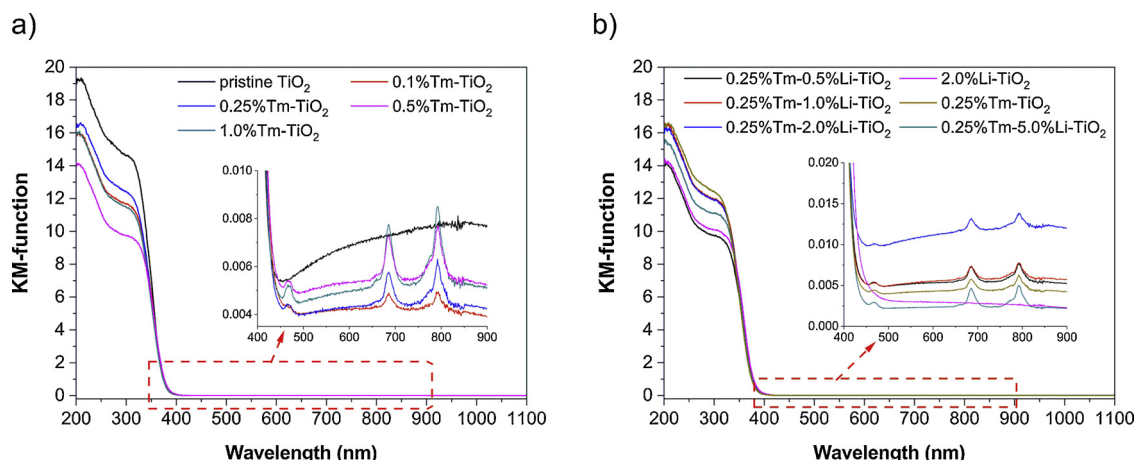 a)
20
18
16
14
12
10
8
6
4
2
0
KM-function
pristine TiO₂
0.1%Tm-TiO₂
0.25%Tm-TiO₂
0.5%Tm-TiO₂
1.0%Tm-TiO₂
0.010
0.008
0.006
0.004
400 500 600 700 800 900
200 300 400 500 600 700 800 900 1000 1100
Wavelength (nm)
b)
20
18
16
14
12
10
8
6
4
2
0
KM-function
0.25%Tm-0.5%Li-TiO₂
2.0%Li-TiO₂
0.25%Tm-1.0%Li-TiO₂
0.25%Tm-TiO₂
0.25%Tm-2.0%Li-TiO₂
0.25%Tm-5.0%Li-TiO₂
0.020
0.015
0.010
0.005
0.000
400 500 600 700 800 900
200 300 400 500 600 700 800 900 1000 1100
Wavelength (nm)